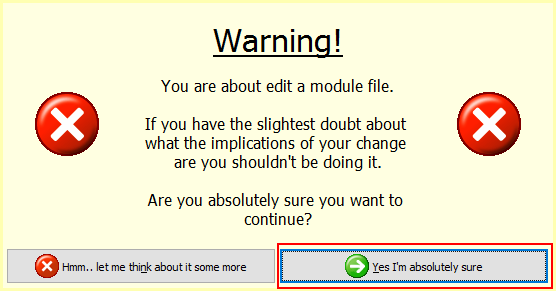 Warning!
You are about edit a module file.
If you have the slightest doubt about
what the implications of your change
are you shouldn't be doing it.
Are you absolutely sure you want to
continue?
Hmm.. let me think about it some more
Yes I'm absolutely sure